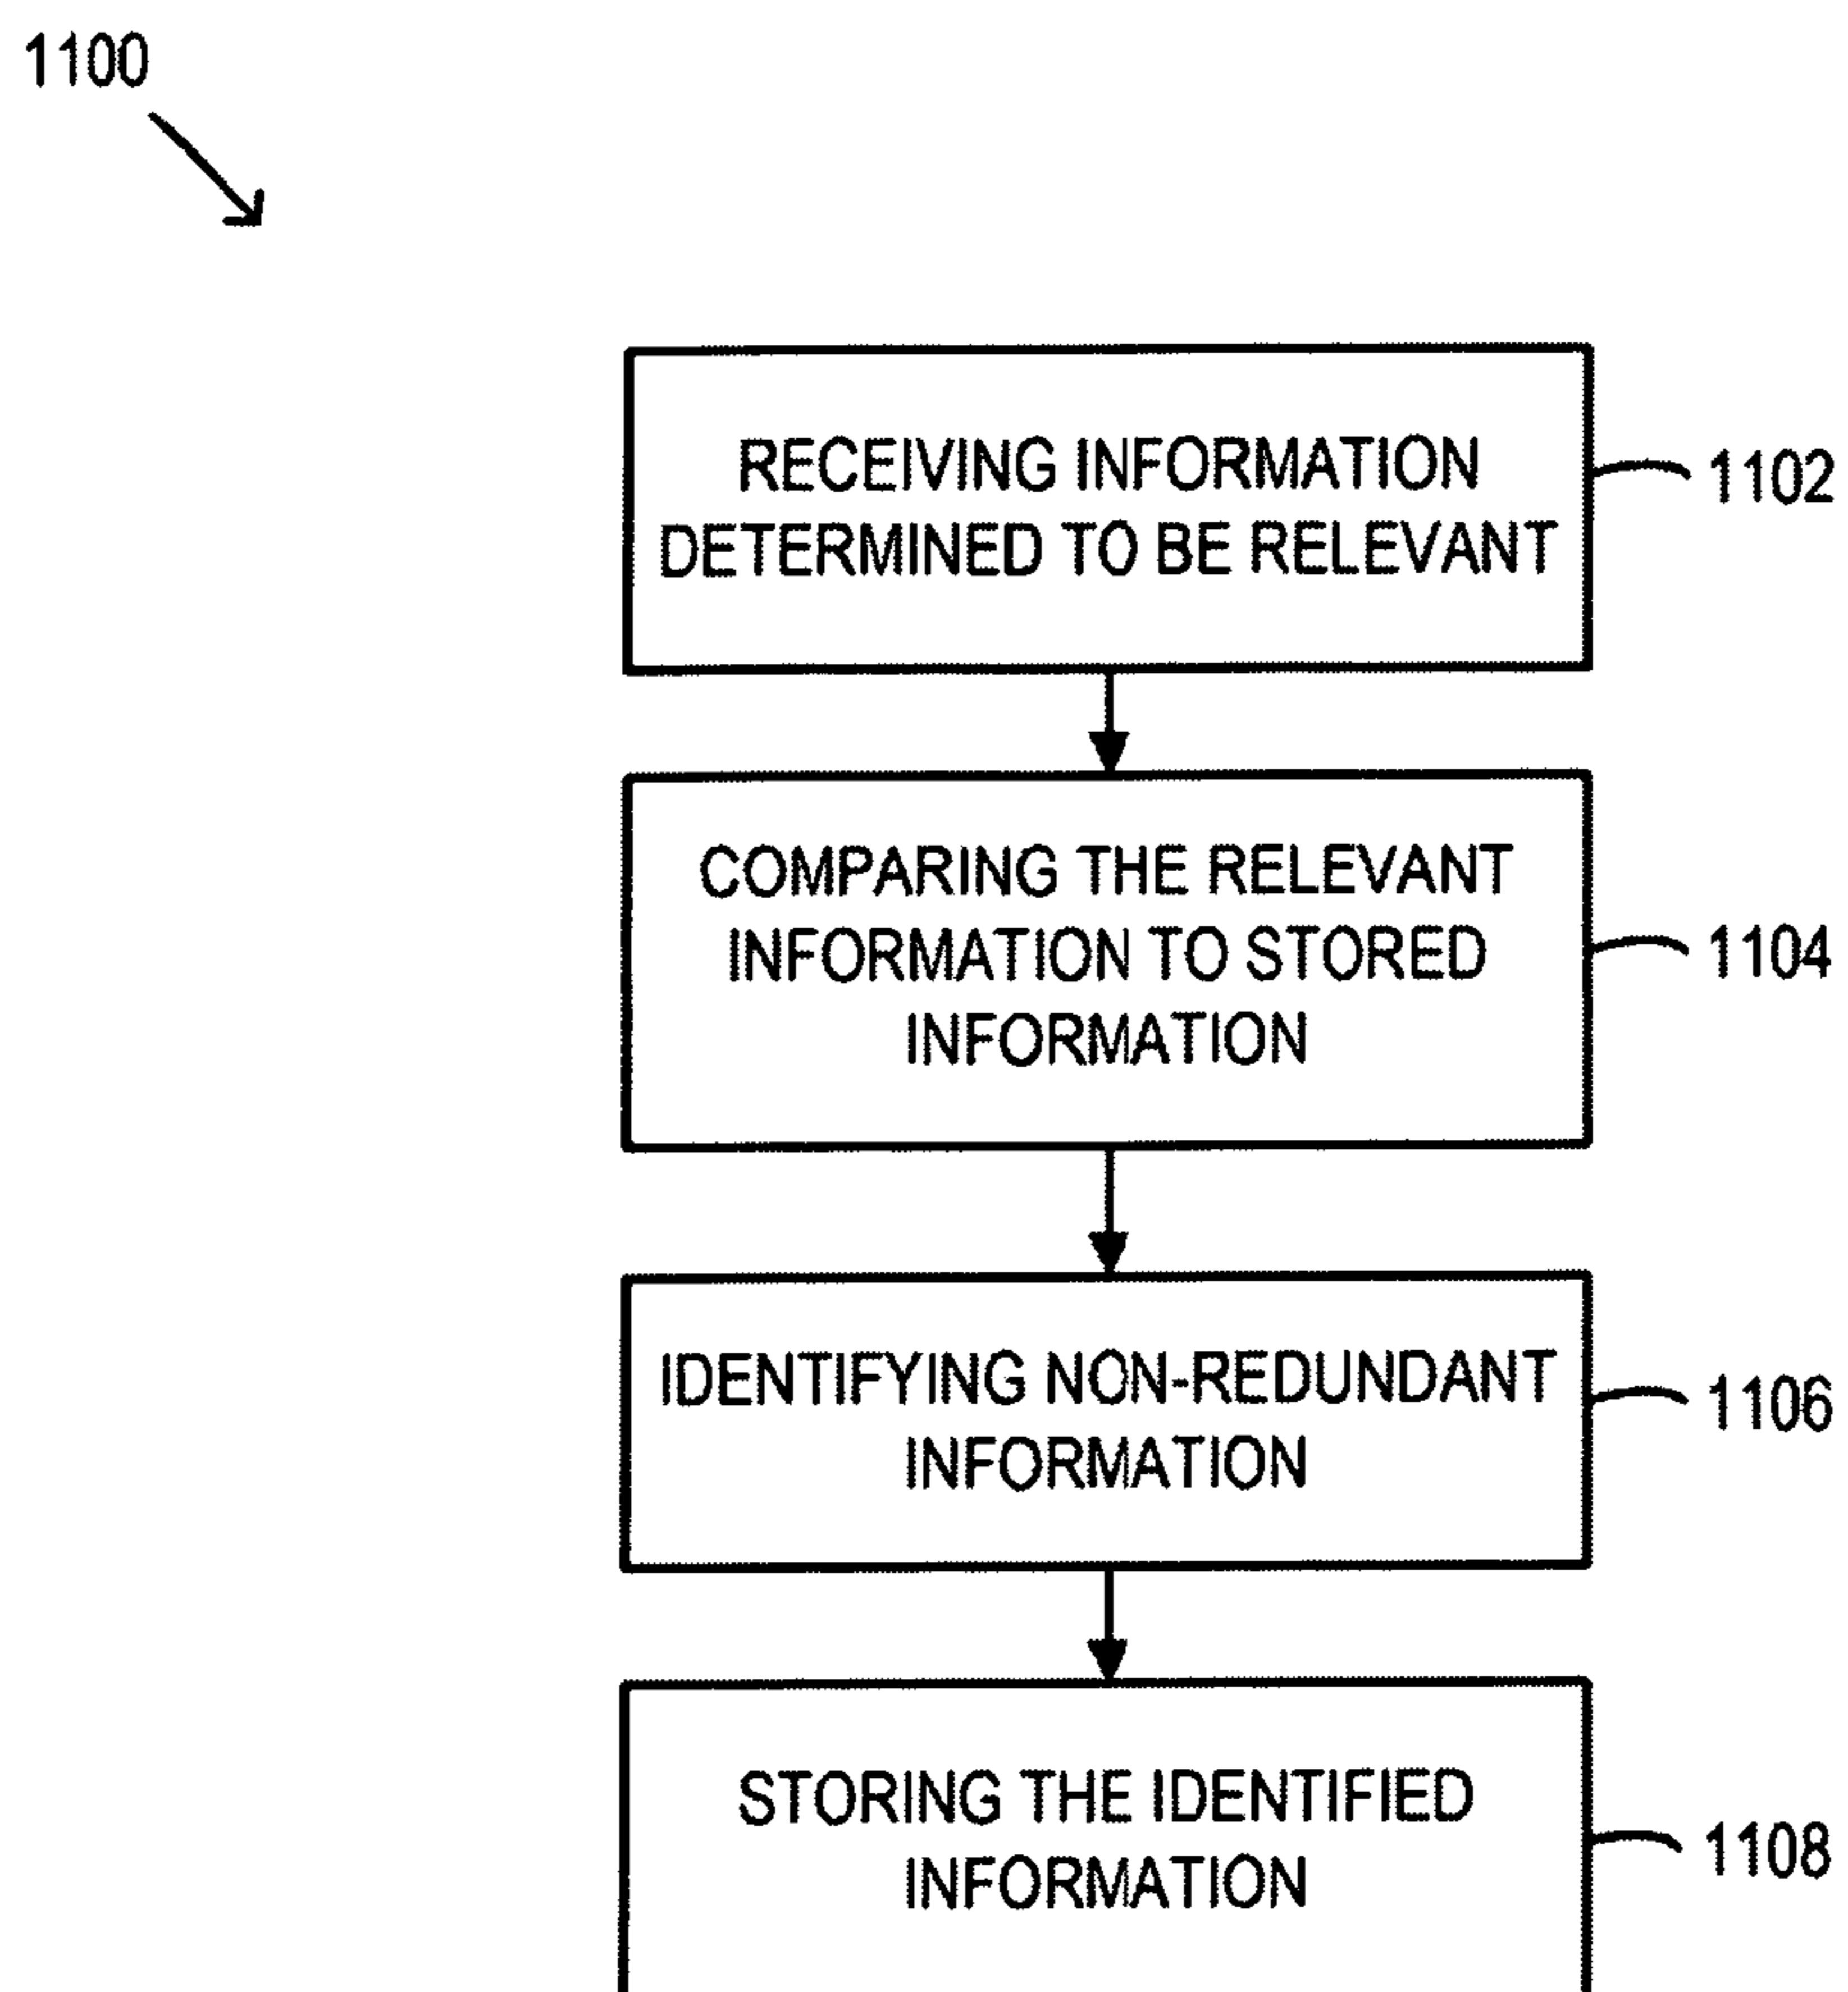 1100
RECEIVING INFORMATION
DETERMINED TO BE RELEVANT
1102
COMPARING THE RELEVANT
INFORMATION TO STORED
INFORMATION
1104
IDENTIFYING NON-REDUNDANT
INFORMATION
1106
STORING THE IDENTIFIED
INFORMATION
1108